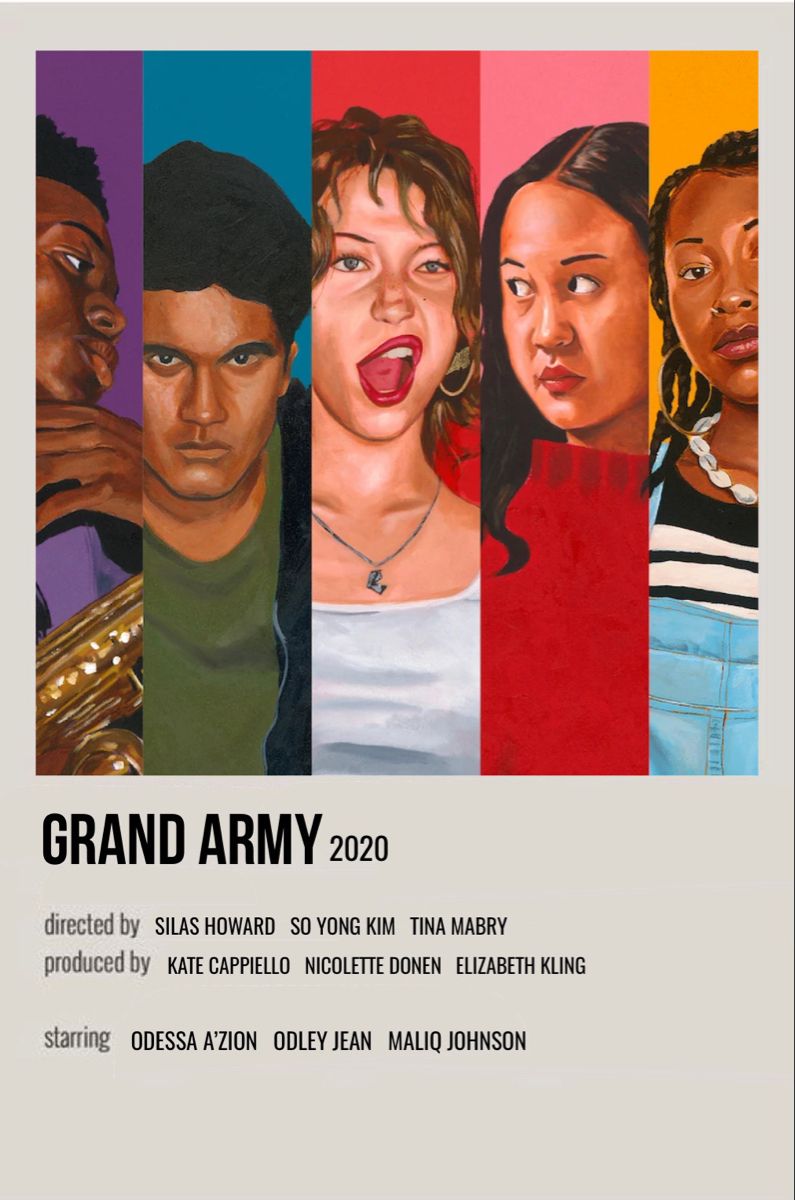 GRAND ARMY 2020
directed by SILAS HOWARD SO YONG KIM TINA MABRY
produced by KATE CAPPIELLO NICOLETTE DONEN ELIZABETH KLING
starring ODESSA A’ZION ODLEY JEAN MALIQ JOHNSON